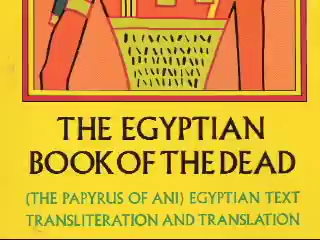 THE EGYPTIAN
BOOK OF THE DEAD
(THE PAPYRUS OF ANI) EGYPTIAN TEXT
TRANSLITERATION AND TRANSLATION